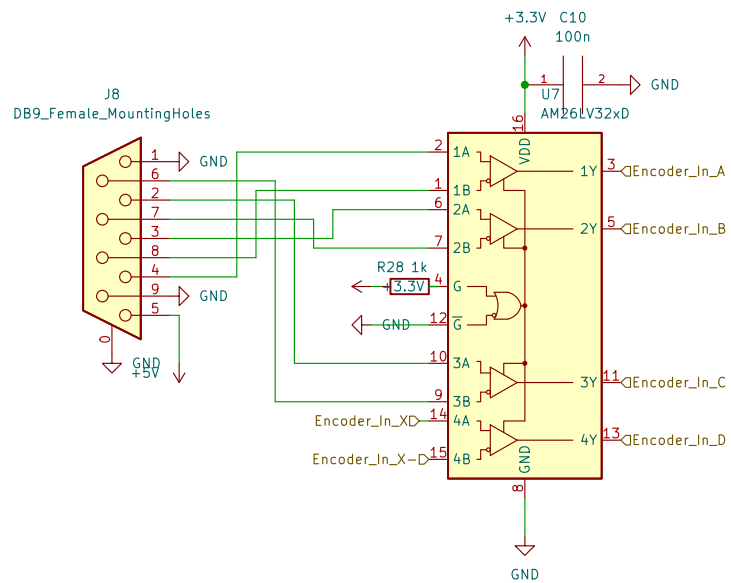 +3.3V
C10
100n
1
2
GND
U7
AM26LV32xD
J8
DB9_Female_MountingHoles
1
GND
6
2
7
3
8
4
9
GND
5
0
GND
+5V
16
VDD
2
1A
1Y
3
Encoder_In_A
1
1B
6
2A
2Y
5
Encoder_In_B
7
2B
R28 1k
+3.3V
4
G
GND
12
G
10
3A
3Y
11
Encoder_In_C
9
3B
Encoder_In_X
14
4A
4Y
13
Encoder_In_D
Encoder_In_X-
15
4B
GND
8
GND